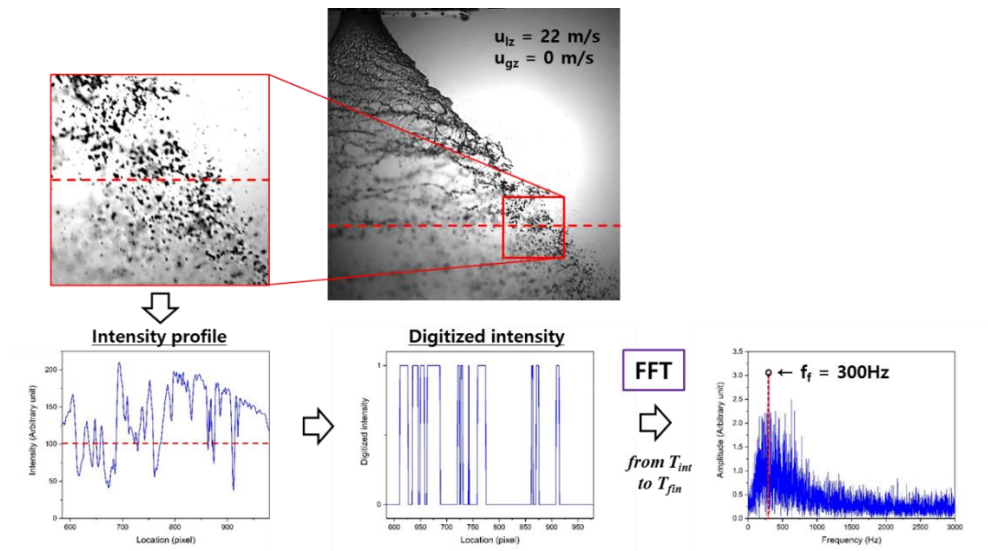 u_lz = 22 m/s
u_gz = 0 m/s
Intensity profile
Intensity (Arbitrary unit)
200
150
100
50
0
600
700
800
900
Location (pixel)
Digitized intensity
Digitized intensity
1
0
600
650
700
750
800
850
900
950
Location (pixel)
FFT
from T_int
to T_fin
← f_f = 300Hz
Amplitude (Arbitrary unit)
3.5
3.0
2.5
2.0
1.5
1.0
0.5
0.0
0
500
1000
1500
2000
2500
3000
Frequency (Hz)